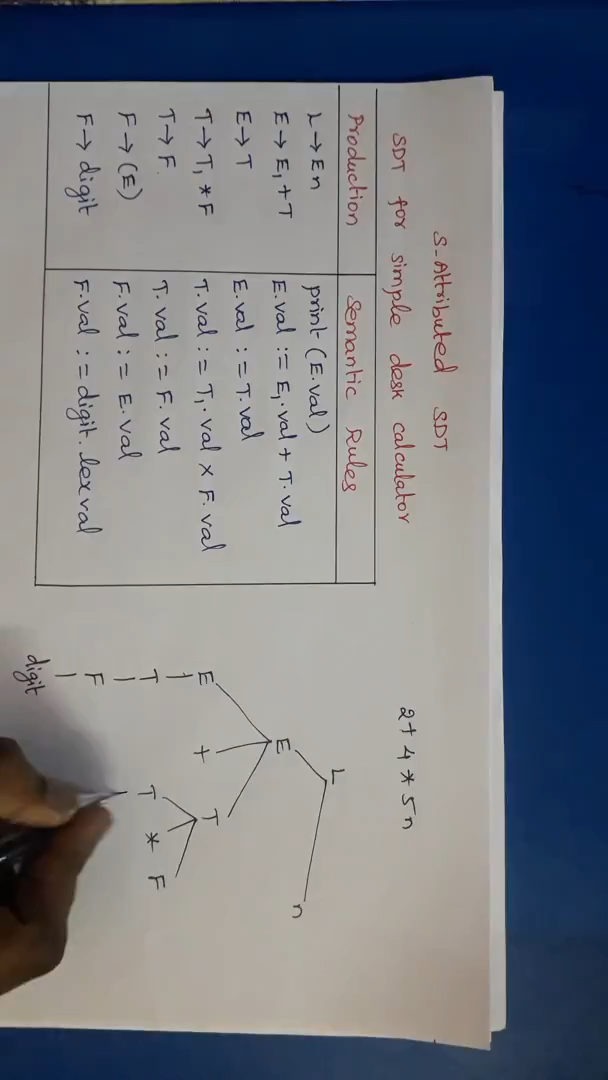 S-Attributed SDT
SDT for simple desk calculator
Production Semantic Rules
L → En print (E.val)
E → E₁ + T E.val := E₁.val + T.val
E → T E.val := T.val
T → T₁ * F T.val := T₁.val × F.val
T → F. T.val := F.val
F → (E) F.val := E.val
F → digit F.val := digit.lexval
2 + 4 * 5n
L
E n
E + T
T T * F
F
digit